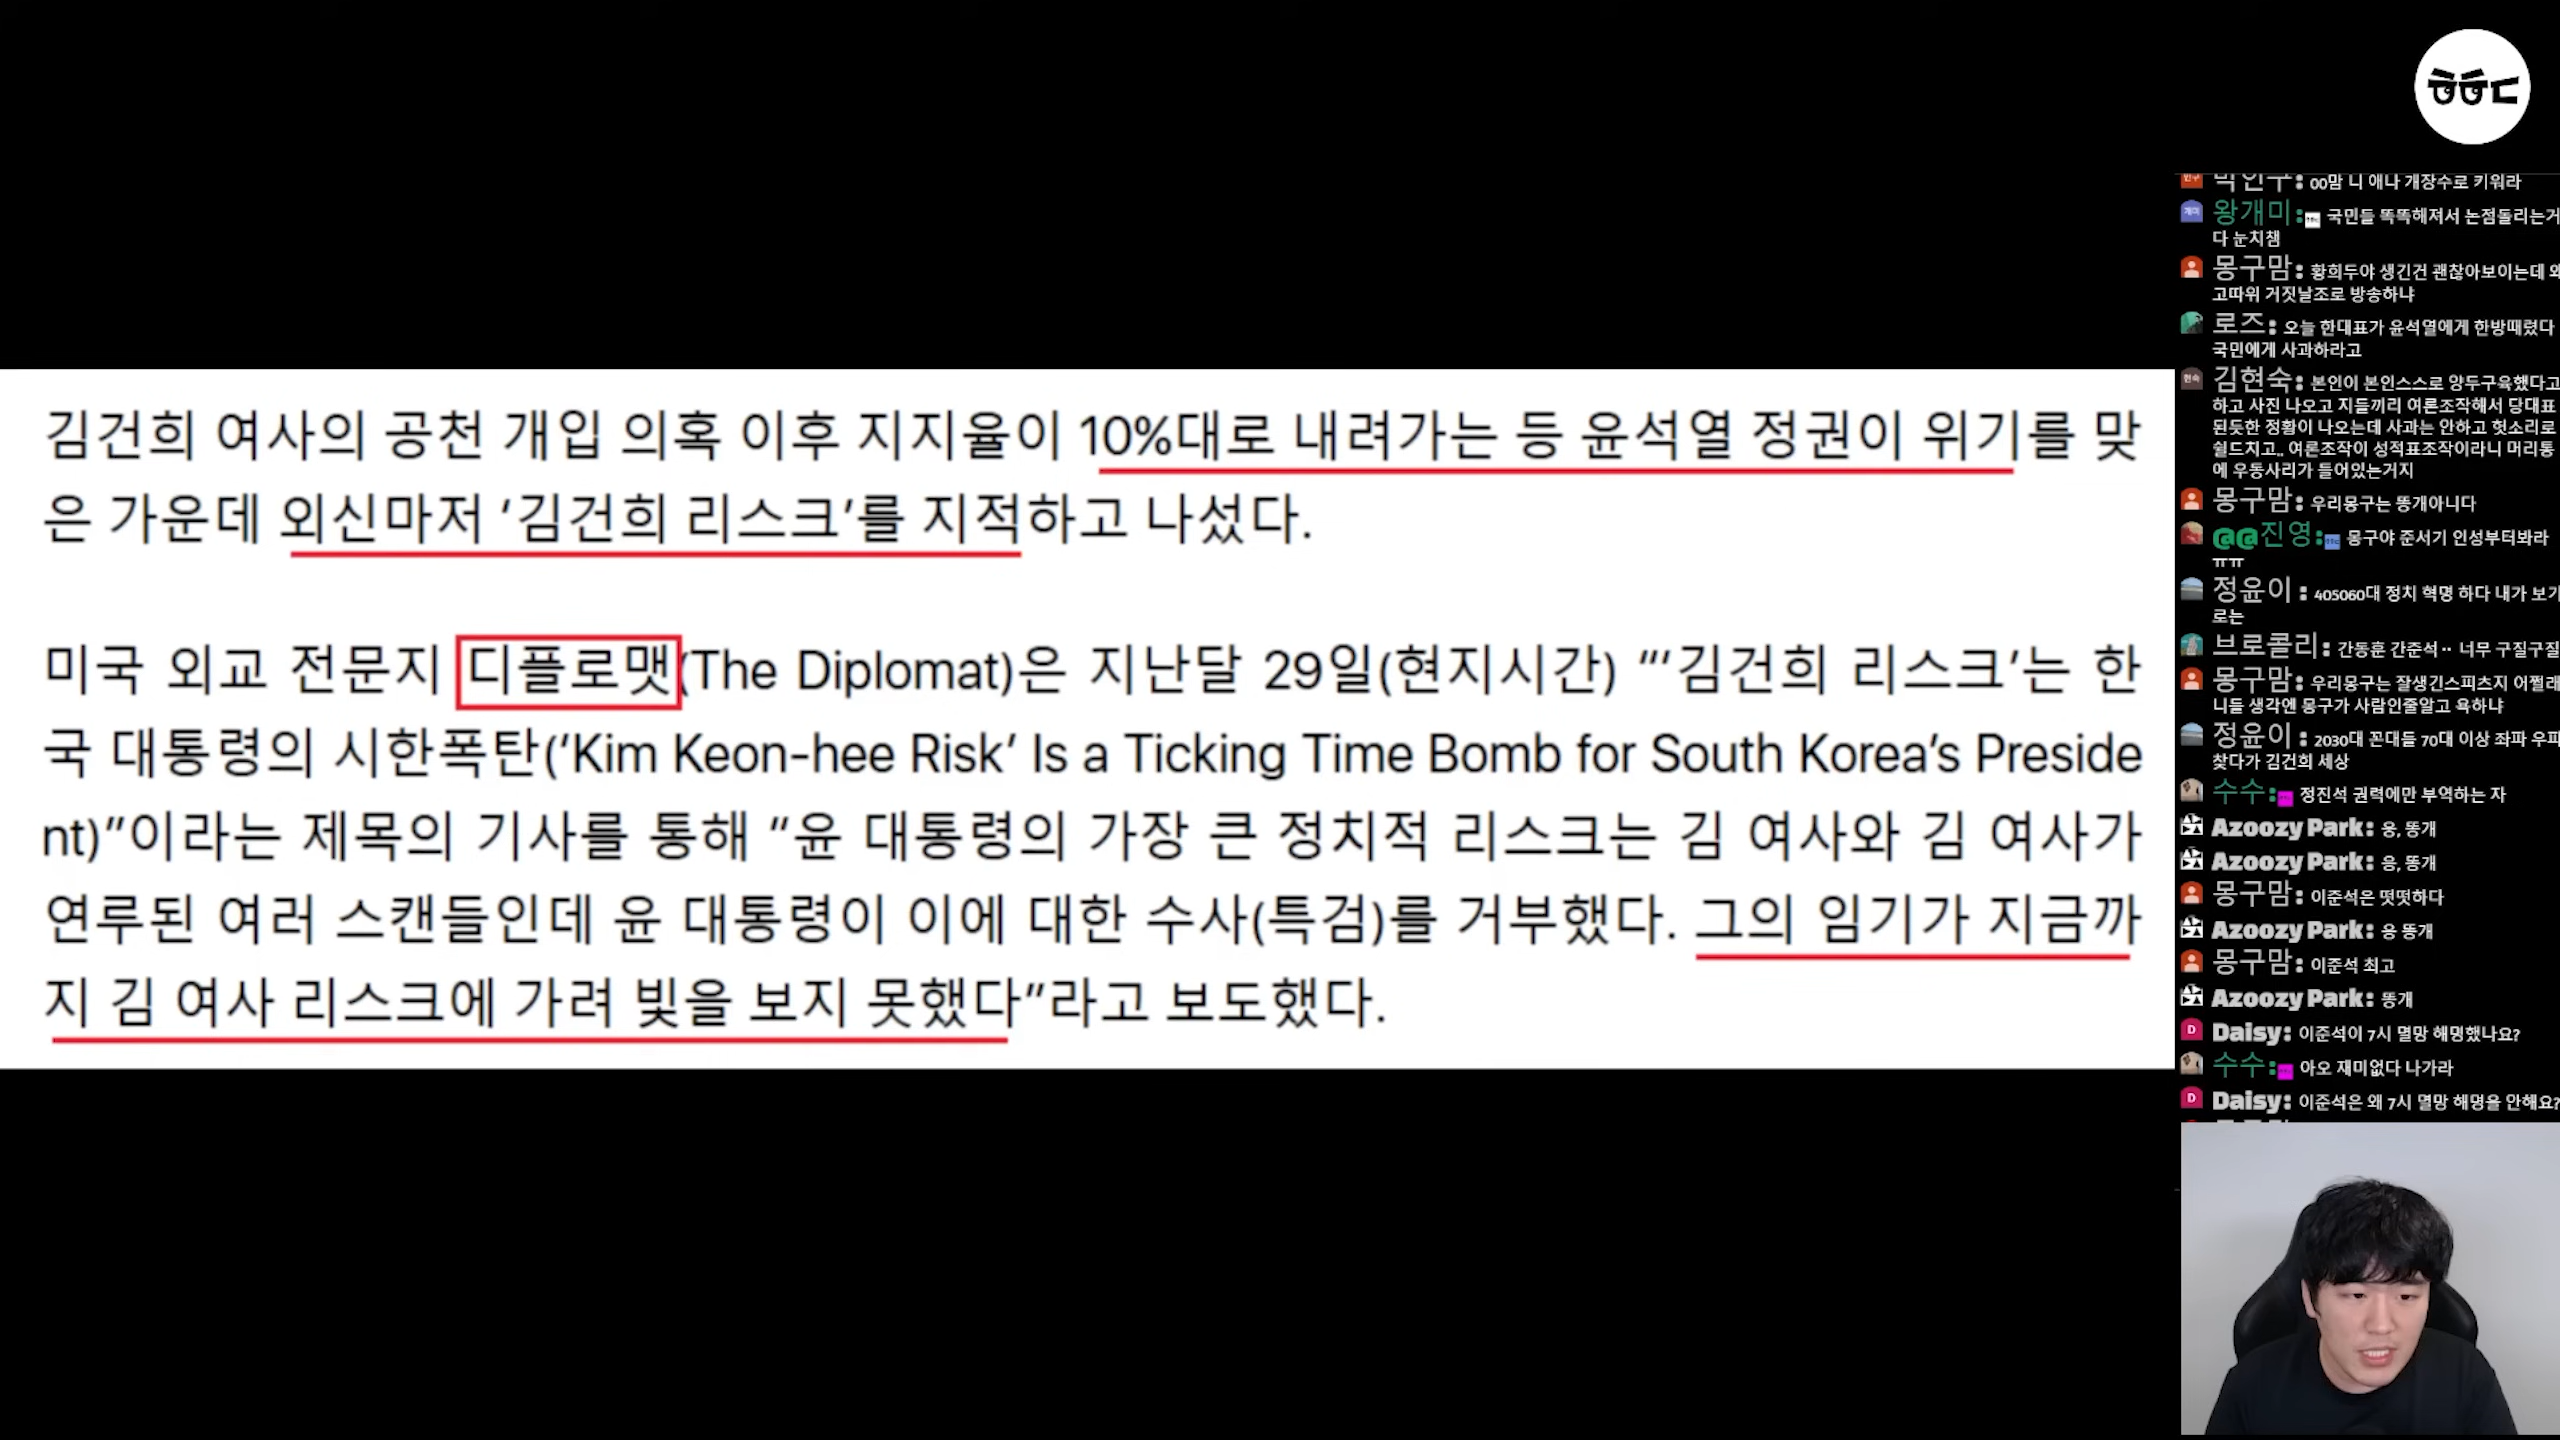 ㅎㅎㄷ
김건희 여사의 공천 개입 의혹 이후 지지율이 10%대로 내려가는 등 윤석열 정권이 위기를 맞
은 가운데 외신마저 ‘김건희 리스크’를 지적하고 나섰다.
미국 외교 전문지 디플로맷(The Diplomat)은 지난달 29일(현지시간) “‘김건희 리스크’는 한
국 대통령의 시한폭탄(‘Kim Keon-hee Risk’ Is a Ticking Time Bomb for South Korea’s Preside
nt)”이라는 제목의 기사를 통해 “윤 대통령의 가장 큰 정치적 리스크는 김 여사와 김 여사가
연루된 여러 스캔들인데 윤 대통령이 이에 대한 수사(특검)를 거부했다. 그의 임기가 지금까
지 김 여사 리스크에 가려 빛을 보지 못했다”라고 보도했다.
박인구: oo맘 니 애나 개장수로 키워라
왕개미: 국민들 똑똑해져서 논점돌리는거
다 눈치챔
몽구맘: 황희두야 생긴건 괜찮아보이는데 왜
고따위 거짓날조로 방송하냐
로즈: 오늘 한대표가 윤석열에게 한방때렸다
국민에게 사과하라고
김현숙: 본인이 본인스스로 양두구육했다고
하고 사진 나오고 지들끼리 여론조작해서 당대표
된듯한 정황이 나오는데 사과는 안하고 헛소리로
쉴드치고.. 여론조작이 성적표조작이라니 머리통
에 우동사리가 들어있는거지
몽구맘: 우리몽구는 똥개아니다
@@진영: 몽구야 준서기 인성부터봐라
ㅠㅠ
정윤이 : 405060대 정치 혁명 하다 내가 보기
로는
브로콜리: 간동훈 간준석·· 너무 구질구질
몽구맘: 우리몽구는 잘생긴스피츠지 어쩔래
니들 생각엔 몽구가 사람인줄알고 욕하냐
정윤이 : 2030대 꼰대들 70대 이상 좌파 우파
찾다가 김건희 세상
수수: 정진석 권력에만 부역하는 자
Azoozy Park: 응, 똥개
Azoozy Park: 응, 똥개
몽구맘: 이준석은 떳떳하다
Azoozy Park: 응 똥개
몽구맘: 이준석 최고
Azoozy Park: 똥개
D Daisy: 이준석이 7시 멸망 해명했나요?
수수: 아오 재미없다 나가라
D Daisy: 이준석은 왜 7시 멸망 해명을 안해요?